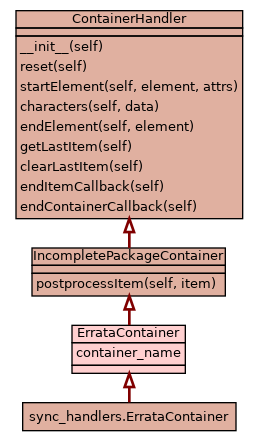 ContainerHandler
__init__(self)
reset(self)
startElement(self, element, attrs)
characters(self, data)
endElement(self, element)
getLastItem(self)
clearLastItem(self)
endItemCallback(self)
endContainerCallback(self)
IncompletePackageContainer
postprocessItem(self, item)
ErrataContainer
container_name
sync_handlers.ErrataContainer